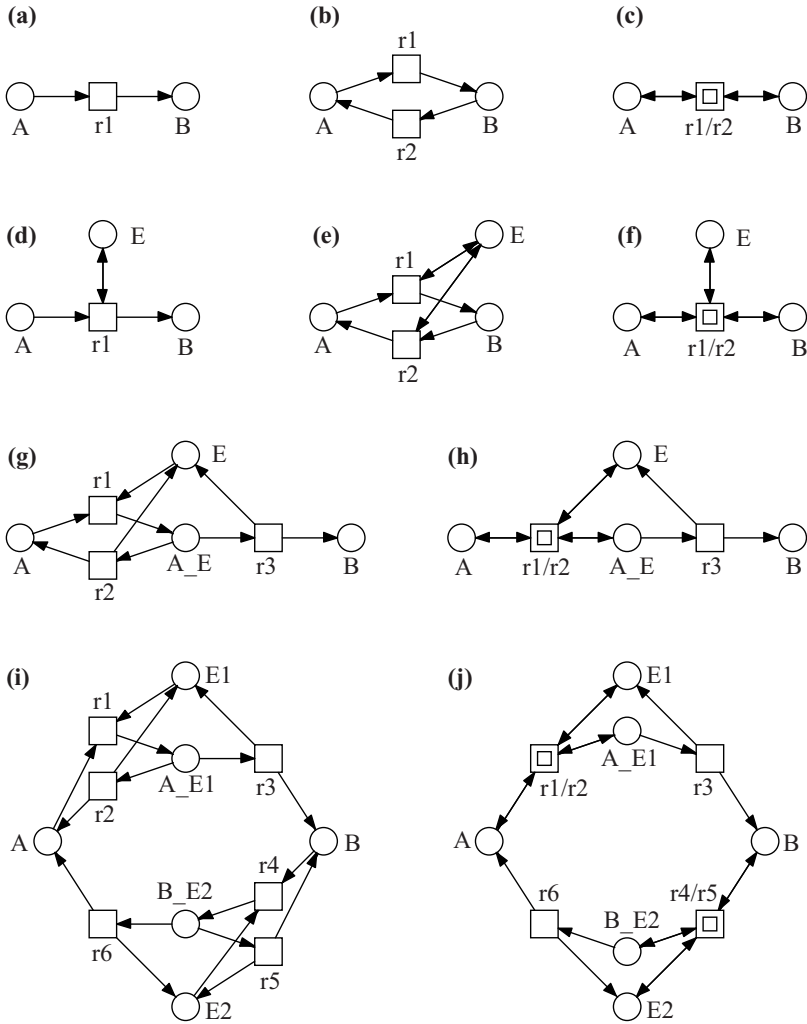 (a)
A
r1
B
(b)
r1
A
B
r2
(c)
A
r1/r2
B
(d)
E
A
r1
B
(e)
E
r1
A
B
r2
(f)
E
A
r1/r2
B
(g)
E
r1
A
r2
A_E
r3
B
(h)
E
A
r1/r2
A_E
r3
B
(i)
E1
r1
A_E1
r2
r3
A
B
r4
B_E2
r6
r5
E2
(j)
E1
A_E1
r1/r2
r3
A
B
r6
r4/r5
B_E2
E2